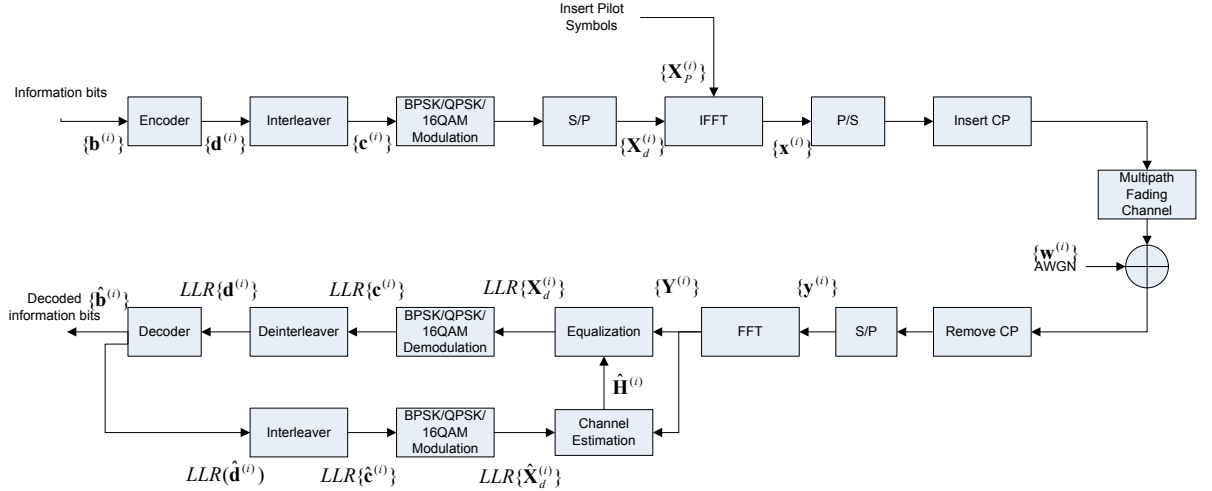 Insert Pilot
Symbols
{X_P^{(i)}}
Information bits
Encoder
Interleaver
BPSK/QPSK/
16QAM
Modulation
S/P
IFFT
P/S
Insert CP
{b^{(i)}}
{d^{(i)}}
{c^{(i)}}
{X_d^{(i)}}
{x^{(i)}}
Multipath
Fading
Channel
{w^{(i)}}
AWGN
Decoded
information bits
{b̂^{(i)}}
LLR{d^{(i)}}
LLR{c^{(i)}}
LLR{X_d^{(i)}}
{Y^{(i)}}
{y^{(i)}}
Decoder
Deinterleaver
BPSK/QPSK/
16QAM
Demodulation
Equalization
FFT
S/P
Remove CP
Ĥ^{(i)}
Interleaver
BPSK/QPSK/
16QAM
Modulation
Channel
Estimation
LLR(d̂^{(i)})
LLR{ĉ^{(i)}}
LLR{X̂_d^{(i)}}